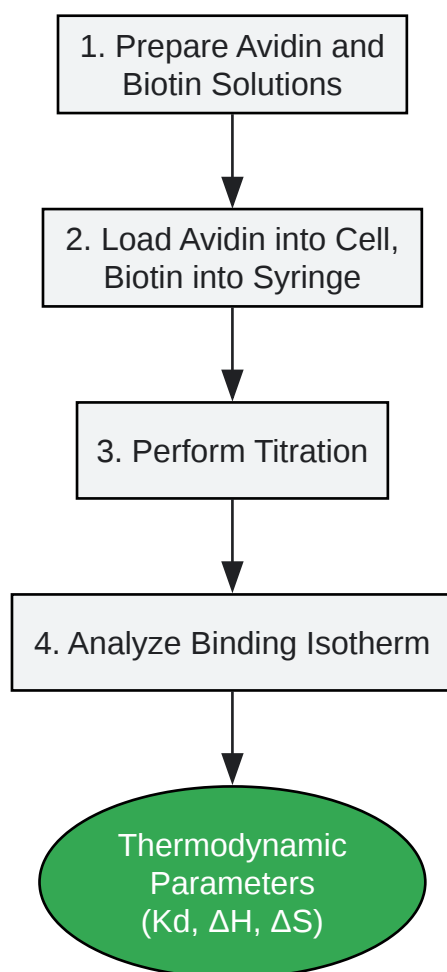 1. Prepare Avidin and
Biotin Solutions
2. Load Avidin into Cell,
Biotin into Syringe
3. Perform Titration
4. Analyze Binding Isotherm
Thermodynamic
Parameters
(Kd, ΔH, ΔS)